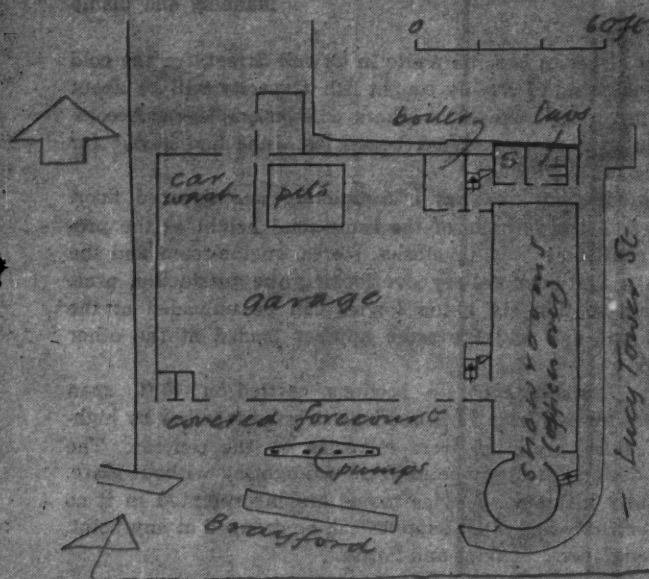 0 60ft
boiler
lavs
S
car
wash
pits
garage
showrooms
(offices over)
Lucy Tower St.
covered forecourt
pumps
Brayford